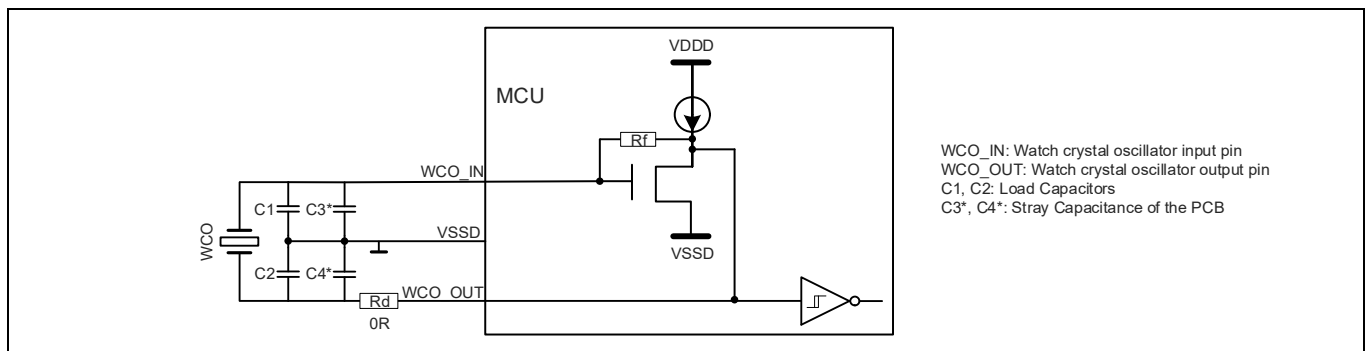 VDDD
MCU
Rf
WCO_IN
C1
C3*
VSSD
VSSD
WCO
C2
C4*
WCO_OUT
Rd
0R
WCO_IN: Watch crystal oscillator input pin
WCO_OUT: Watch crystal oscillator output pin
C1, C2: Load Capacitors
C3*, C4*: Stray Capacitance of the PCB